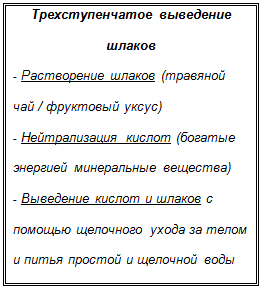 Трехступенчатое выведение
шлаков
- Растворение шлаков (травяной
чай / фруктовый уксус)
- Нейтрализация кислот (богатые
энергией минеральные вещества)
- Выведение кислот и шлаков с
помощью щелочного ухода за телом
и питья простой и щелочной воды